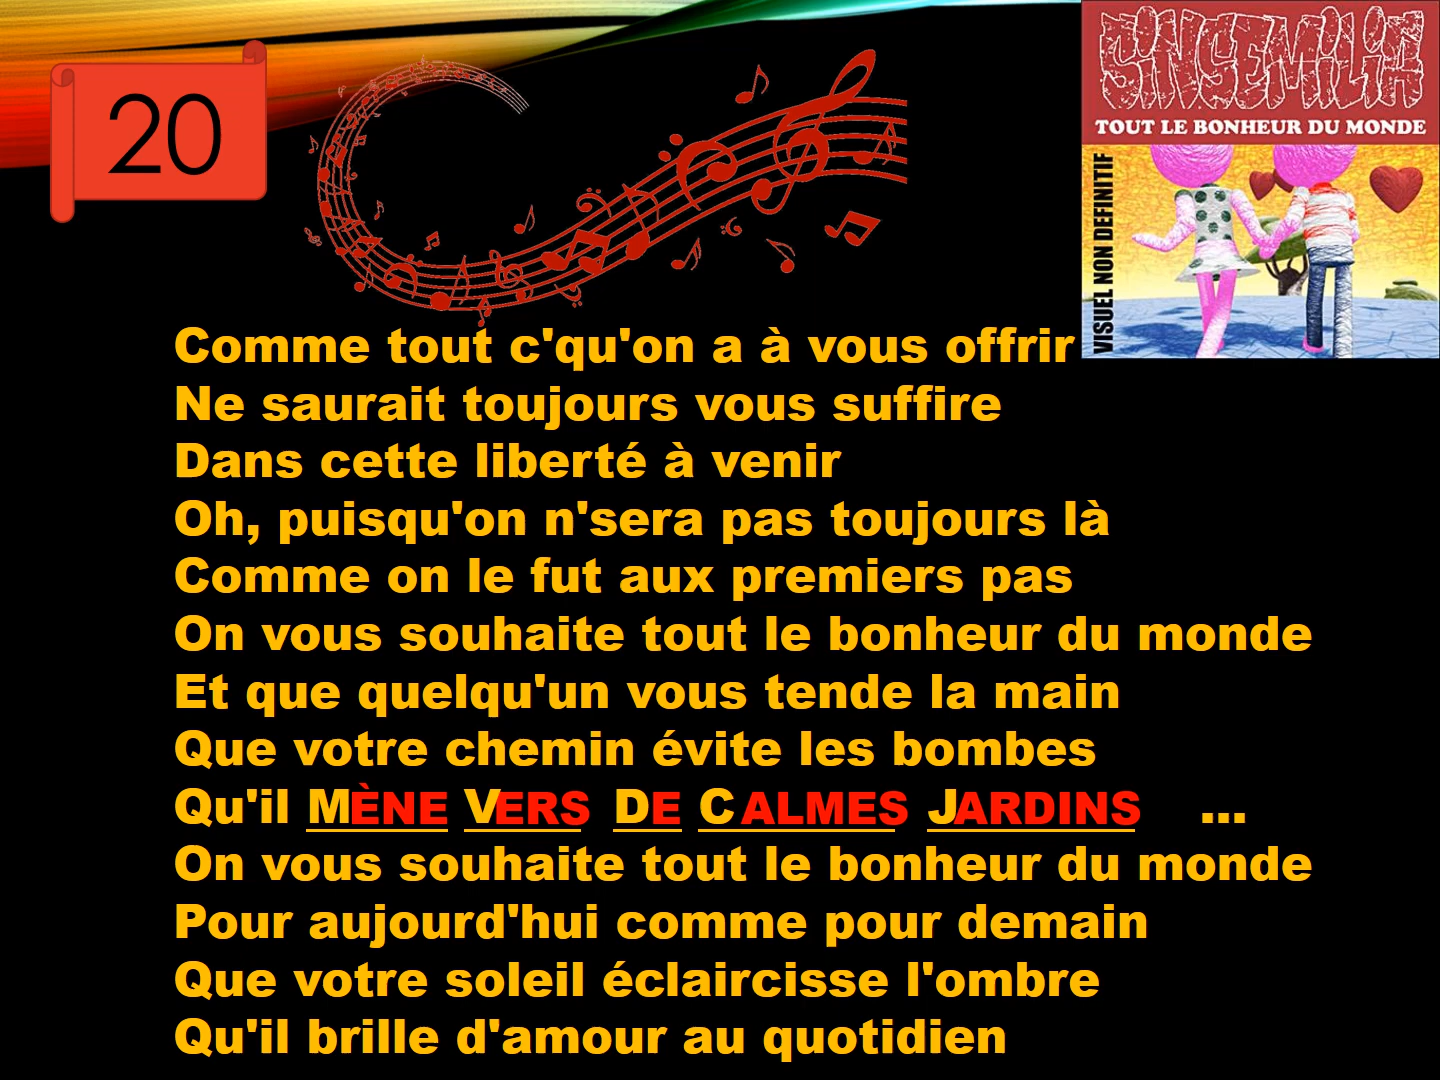 20
SINSEMILIA
TOUT LE BONHEUR DU MONDE
VISUEL NON DEFINITIF
Comme tout c'qu'on a à vous offrir
Ne saurait toujours vous suffire
Dans cette liberté à venir
Oh, puisqu'on n'sera pas toujours là
Comme on le fut aux premiers pas
On vous souhaite tout le bonheur du monde
Et que quelqu'un vous tende la main
Que votre chemin évite les bombes
Qu'il MÈNE VERS DE CALMES JARDINS ...
On vous souhaite tout le bonheur du monde
Pour aujourd'hui comme pour demain
Que votre soleil éclaircisse l'ombre
Qu'il brille d'amour au quotidien